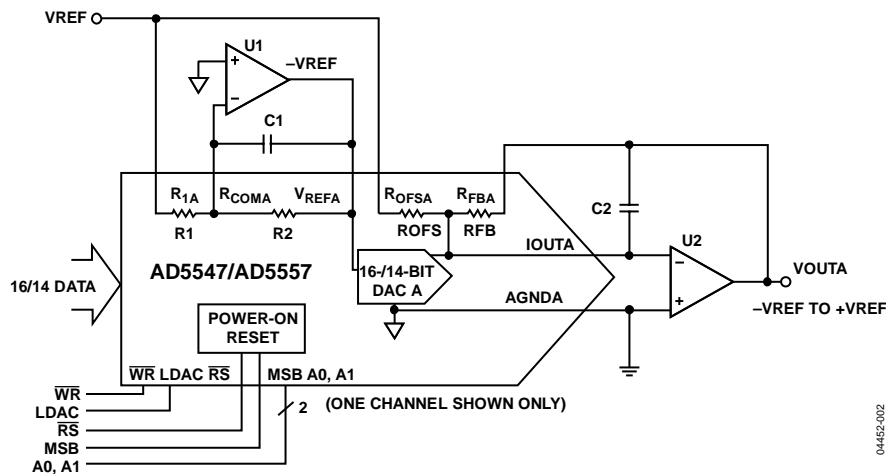 VREF
U1
+
–VREF
–
C1
R1A RCOMA VREFA ROFSA RFBA
R1 R2 ROFS RFB
C2
IOUTA
U2
AD5547/AD5557
16-/14-BIT
DAC A
–
+
VOUTA
16/14 DATA
AGNDA
–VREF TO +VREF
POWER-ON
RESET
WR LDAC RS MSB A0, A1
2 (ONE CHANNEL SHOWN ONLY)
WR
LDAC
RS
MSB
A0, A1
04452-002